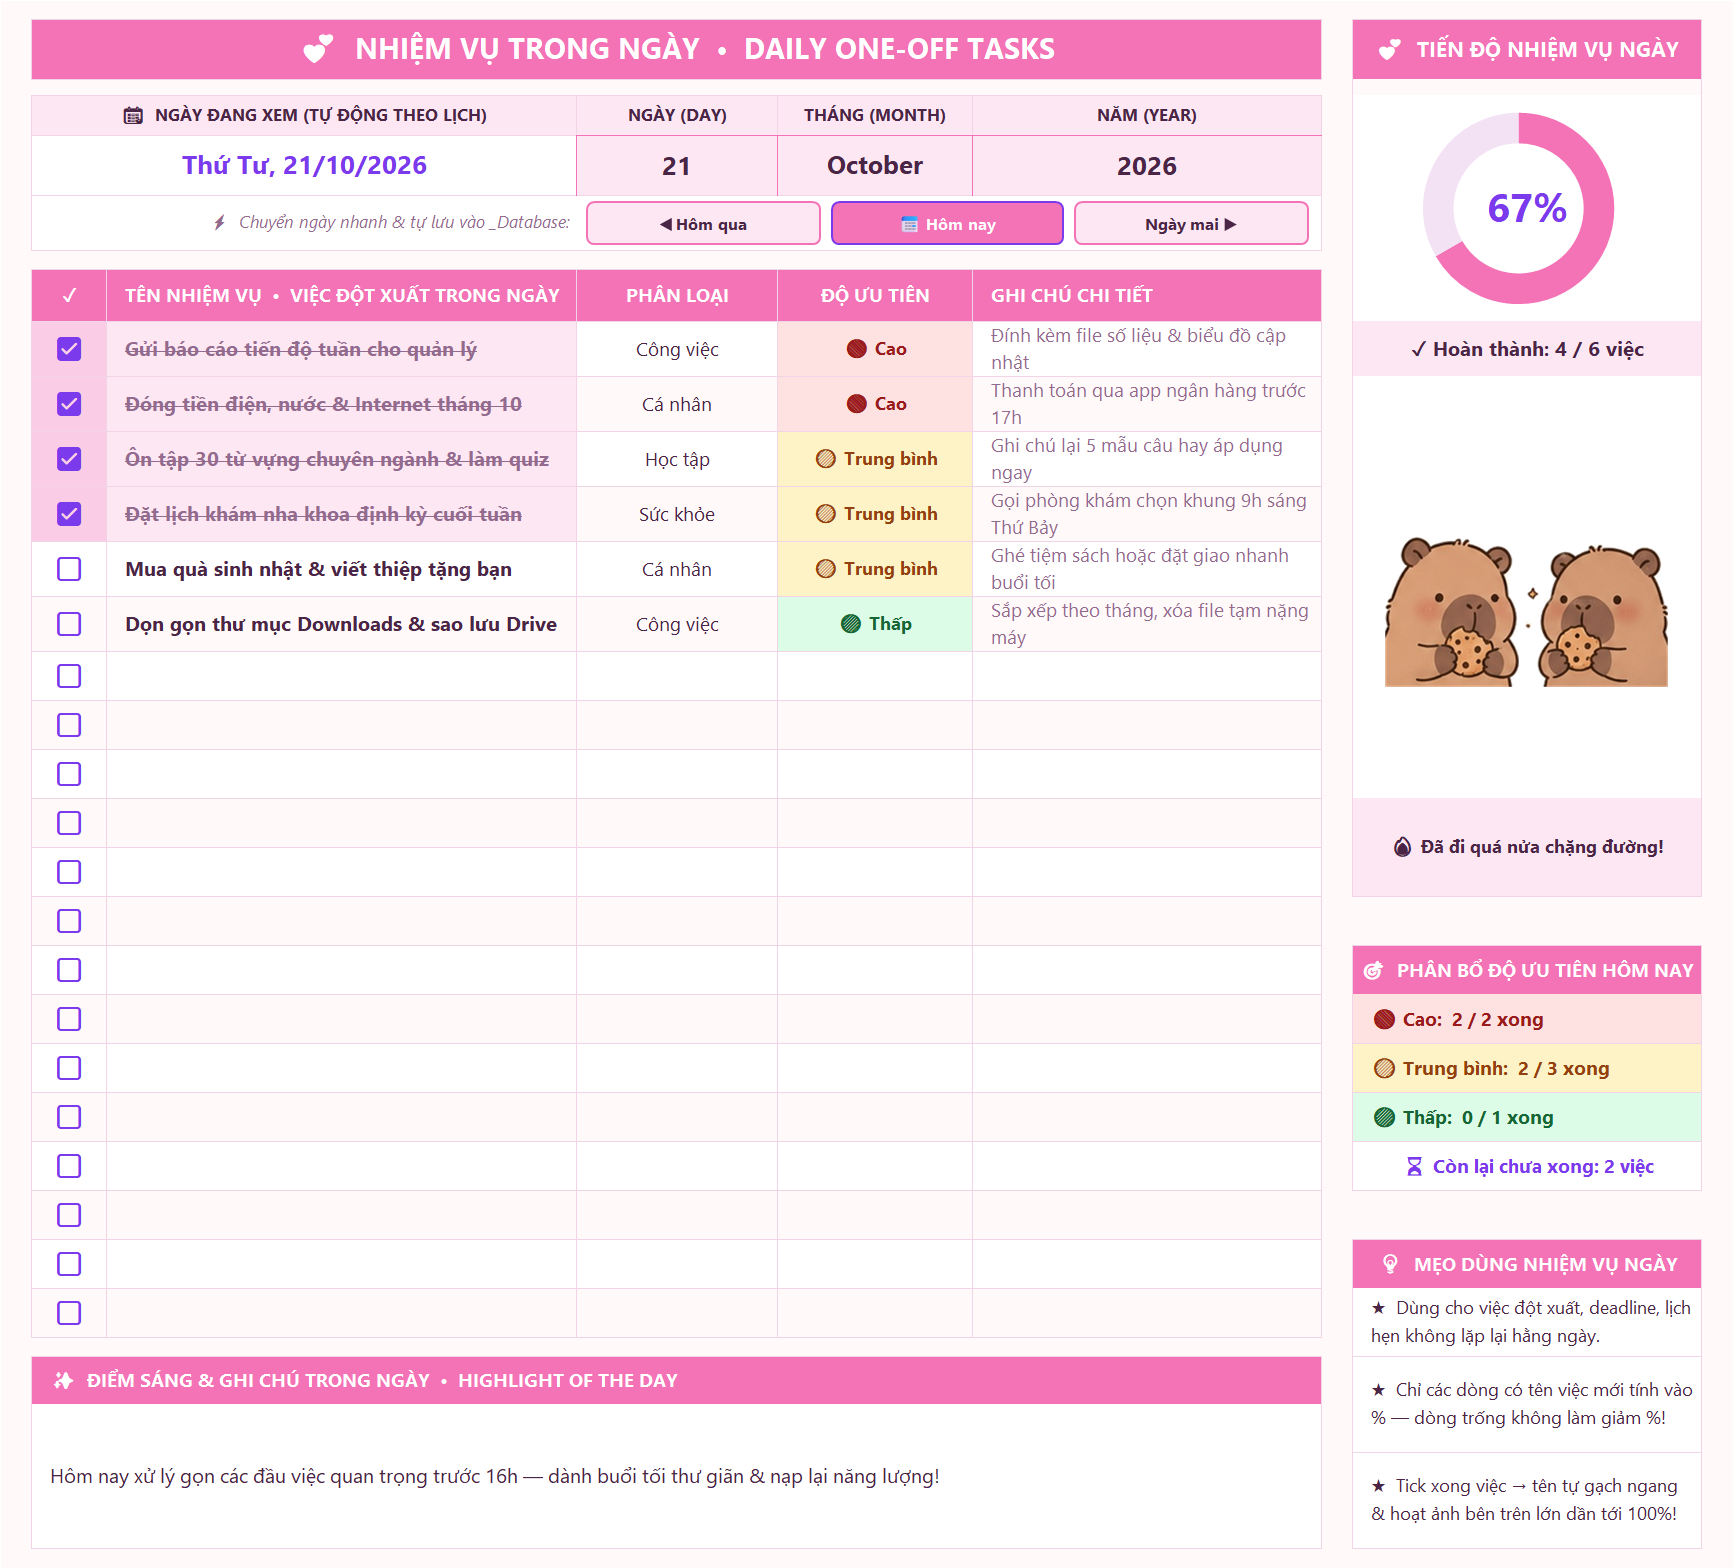 NHIỆM VỤ TRONG NGÀY • DAILY ONE-OFF TASKS
NGÀY ĐANG XEM (TỰ ĐỘNG THEO LỊCH)
NGÀY (DAY)
THÁNG (MONTH)
NĂM (YEAR)
Thứ Tư, 21/10/2026
21
October
2026
Chuyển ngày nhanh & tự lưu vào _Database:
◀ Hôm qua
Hôm nay
Ngày mai ▶
✓
TÊN NHIỆM VỤ • VIỆC ĐỘT XUẤT TRONG NGÀY
PHÂN LOẠI
ĐỘ ƯU TIÊN
GHI CHÚ CHI TIẾT
Gửi báo cáo tiến độ tuần cho quản lý
Công việc
Cao
Đính kèm file số liệu & biểu đồ cập
nhật
Đóng tiền điện, nước & Internet tháng 10
Cá nhân
Cao
Thanh toán qua app ngân hàng trước
17h
Ôn tập 30 từ vựng chuyên ngành & làm quiz
Học tập
Trung bình
Ghi chú lại 5 mẫu câu hay áp dụng
ngay
Đặt lịch khám nha khoa định kỳ cuối tuần
Sức khỏe
Trung bình
Gọi phòng khám chọn khung 9h sáng
Thứ Bảy
Mua quà sinh nhật & viết thiệp tặng bạn
Cá nhân
Trung bình
Ghé tiệm sách hoặc đặt giao nhanh
buổi tối
Dọn gọn thư mục Downloads & sao lưu Drive
Công việc
Thấp
Sắp xếp theo tháng, xóa file tạm nặng
máy
ĐIỂM SÁNG & GHI CHÚ TRONG NGÀY • HIGHLIGHT OF THE DAY
Hôm nay xử lý gọn các đầu việc quan trọng trước 16h — dành buổi tối thư giãn & nạp lại năng lượng!
TIẾN ĐỘ NHIỆM VỤ NGÀY
67%
✓ Hoàn thành: 4 / 6 việc
Đã đi quá nửa chặng đường!
PHÂN BỔ ĐỘ ƯU TIÊN HÔM NAY
Cao: 2 / 2 xong
Trung bình: 2 / 3 xong
Thấp: 0 / 1 xong
Còn lại chưa xong: 2 việc
MẸO DÙNG NHIỆM VỤ NGÀY
★ Dùng cho việc đột xuất, deadline, lịch
hẹn không lặp lại hằng ngày.
★ Chỉ các dòng có tên việc mới tính vào
% — dòng trống không làm giảm %!
★ Tick xong việc → tên tự gạch ngang
& hoạt ảnh bên trên lớn dần tới 100%!